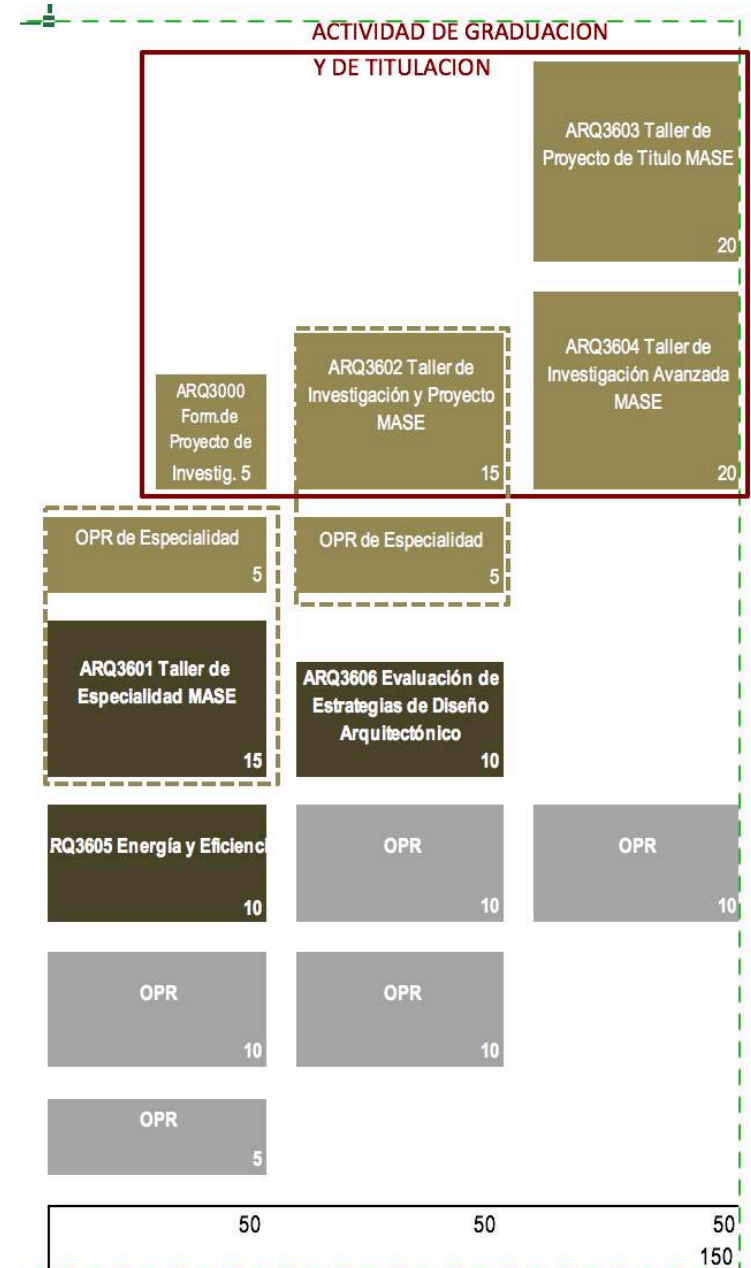 ACTIVIDAD DE GRADUACION
Y DE TITULACION
ARQ3603 Taller de
Proyecto de Titulo MASE
20
ARQ3604 Taller de
Investigación Avanzada
MASE
20
ARQ3602 Taller de
Investigación y Proyecto
MASE
15
ARQ3000
Form.de
Proyecto de
Investig. 5
OPR de Especialidad
5
OPR de Especialidad
5
ARQ3601 Taller de
Especialidad MASE
15
ARQ3606 Evaluación de
Estrategias de Diseño
Arquitectónico
10
RQ3605 Energía y Eficienci
10
OPR
10
OPR
10
OPR
10
OPR
10
OPR
5
50 50 50
150